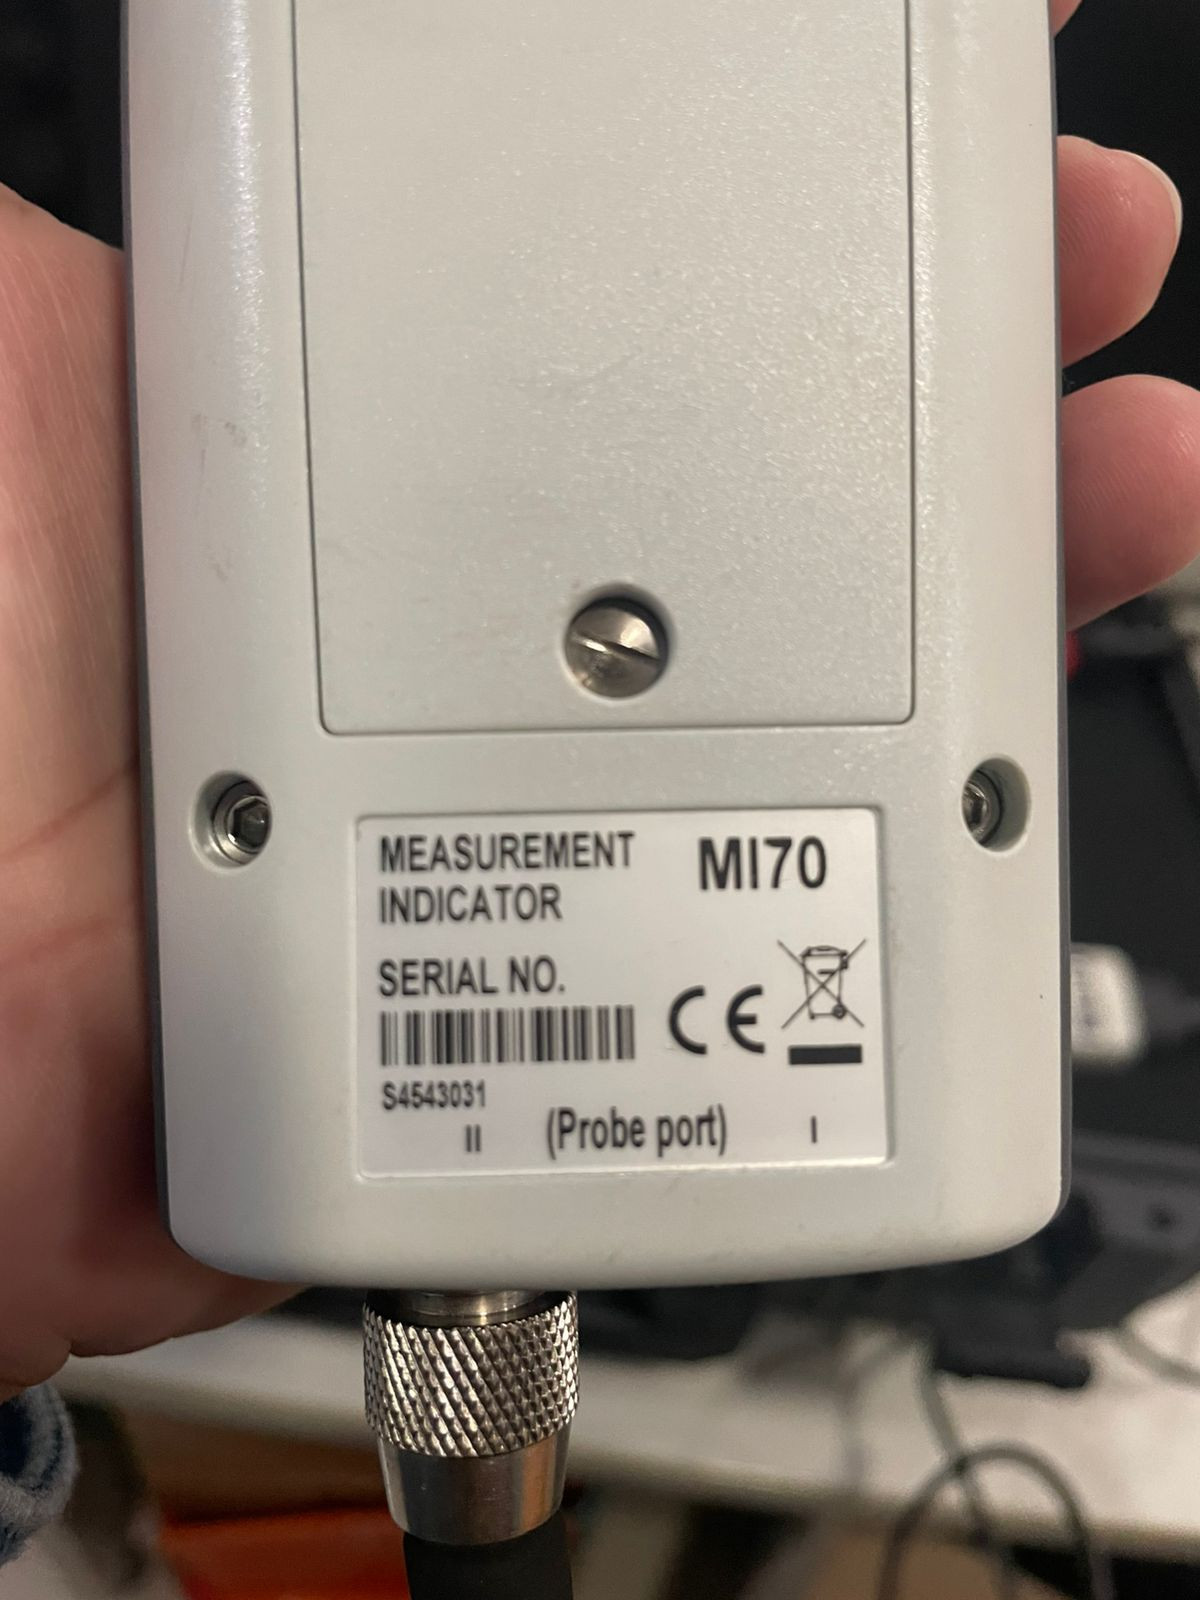 MEASUREMENT
INDICATOR
MI70
SERIAL NO.
CE
S4543031
II (Probe port) I